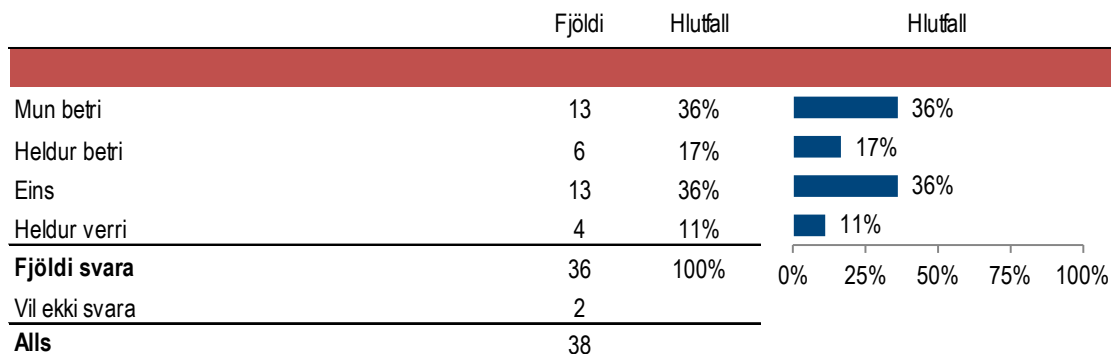 Fjöldi Hlutfall Hlutfall
Mun betri 13 36% 36%
Heldur betri 6 17% 17%
Eins 13 36% 36%
Heldur verri 4 11% 11%
Fjöldi svara 36 100% 0% 25% 50% 75% 100%
Vil ekki svara 2
Alls 38